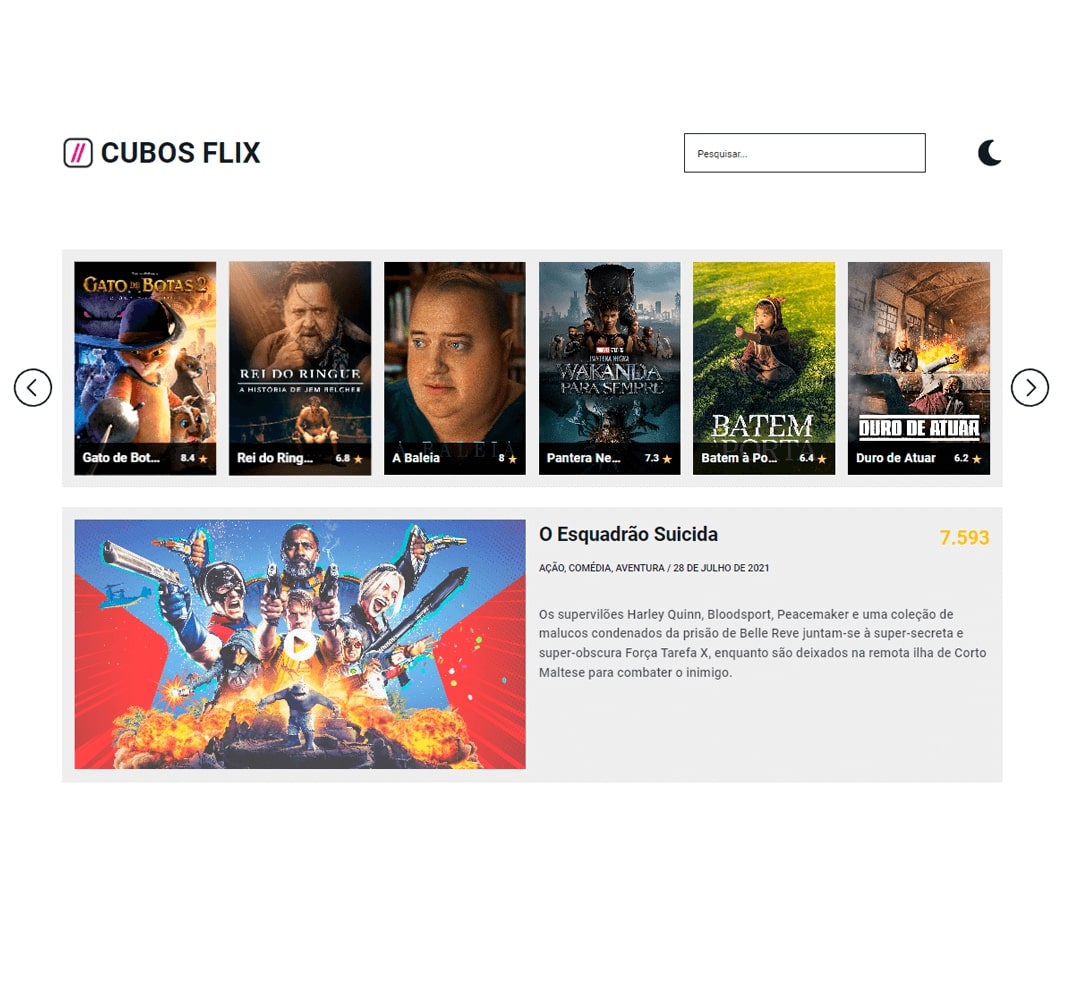 // CUBOS FLIX
Pesquisar...
GATO DE BOTAS 2
Gato de Bot... 8.4 ★
REI DO RINGUE
A HISTÓRIA DE JEM BELCHER
Rei do Ring... 6.8 ★
A BALEIA
A Baleia 8 ★
PANTERA NEGRA
WAKANDA
PARA SEMPRE
Pantera Ne... 7.3 ★
BATEM
PORTA
Batem à Po... 6.4 ★
DURO DE ATUAR
Duro de Atuar 6.2 ★
O Esquadrão Suicida
7.593
AÇÃO, COMÉDIA, AVENTURA / 28 DE JULHO DE 2021
Os supervilões Harley Quinn, Bloodsport, Peacemaker e uma coleção de
malucos condenados da prisão de Belle Reve juntam-se à super-secreta e
super-obscura Força Tarefa X, enquanto são deixados na remota ilha de Corto
Maltese para combater o inimigo.